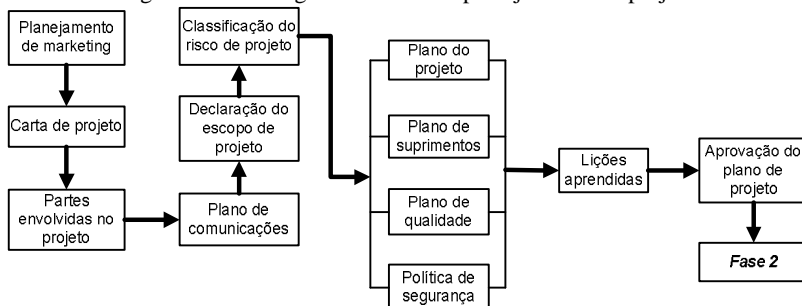 Planejamento
de marketing
Carta de projeto
Partes
envolvidas no
projeto
Plano de
comunicações
Declaração do
escopo de
projeto
Classificação do
risco de projeto
Plano do
projeto
Plano de
suprimentos
Plano de
qualidade
Política de
segurança
Lições
aprendidas
Aprovação do
plano de
projeto
Fase 2